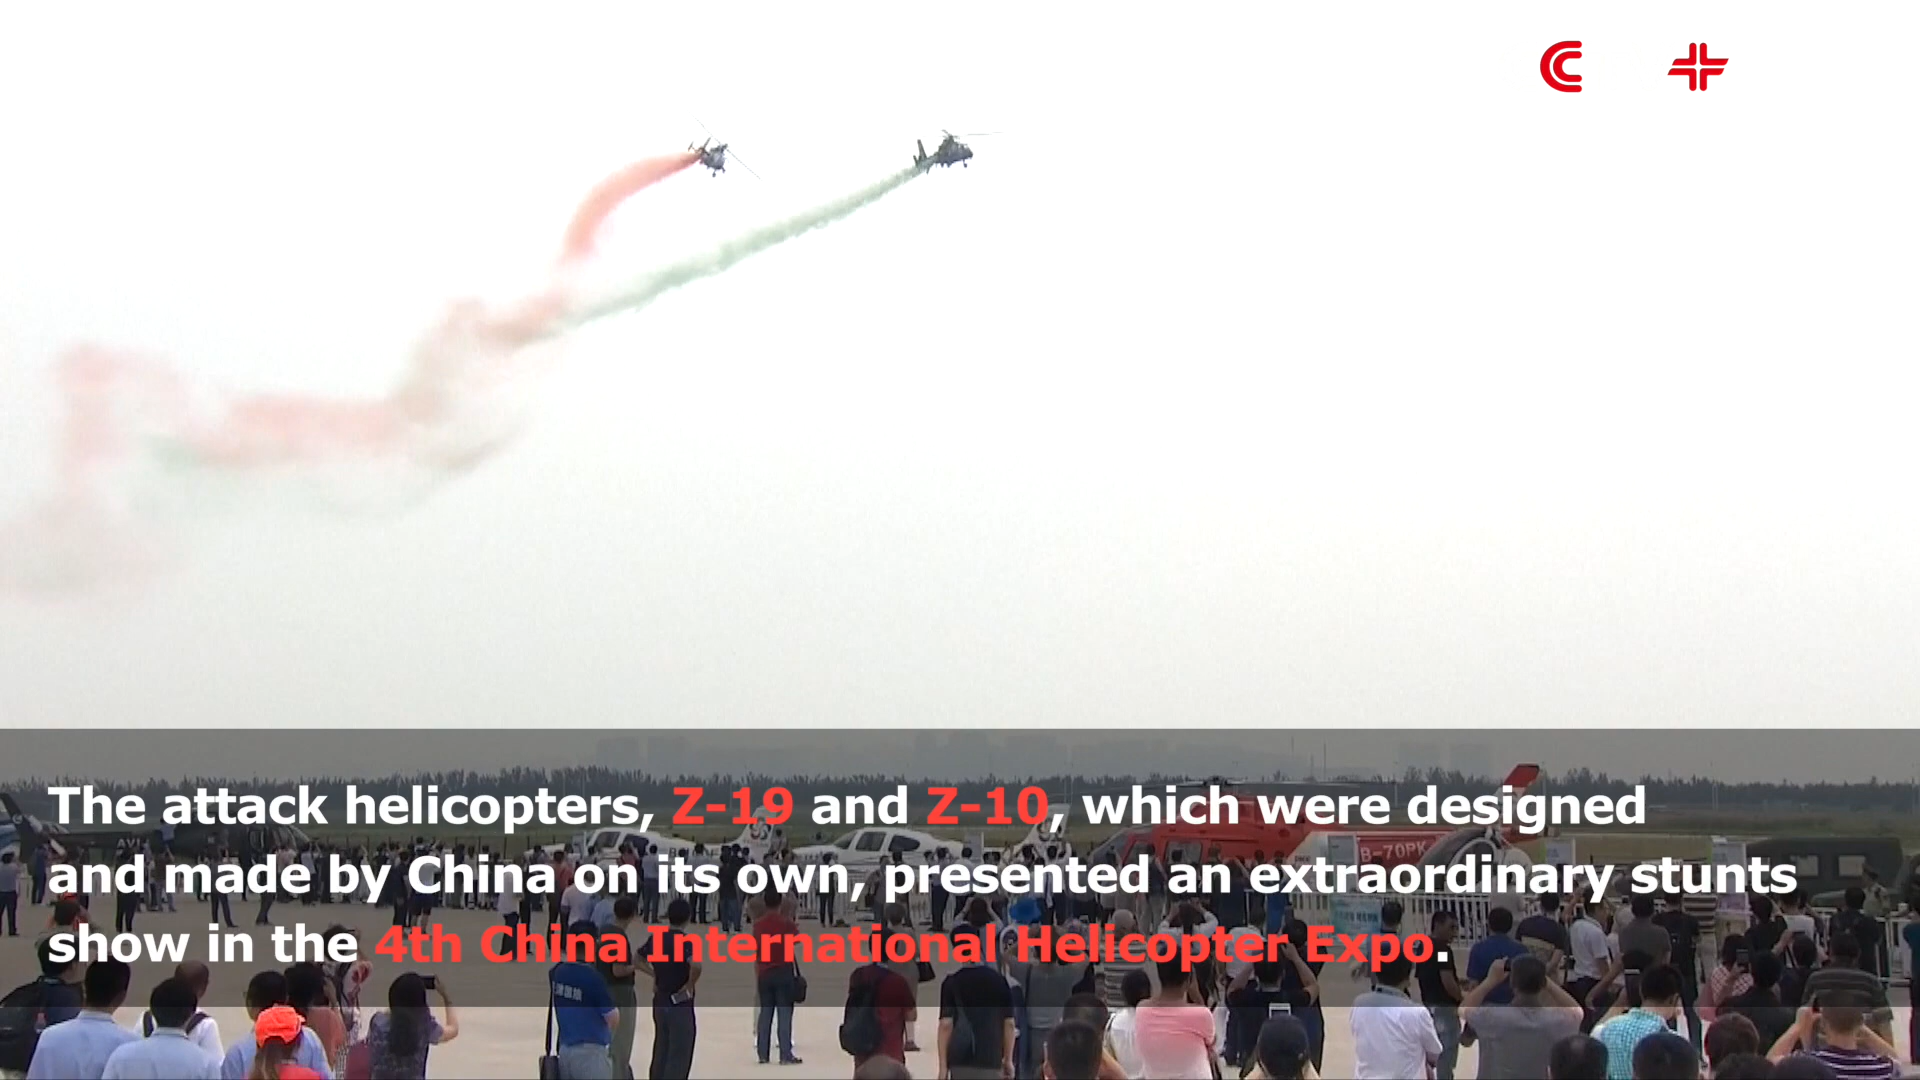 The attack helicopters, Z-19 and Z-10, which were designed
and made by China on its own, presented an extraordinary stunts
show in the 4th China International Helicopter Expo.
B-70PK